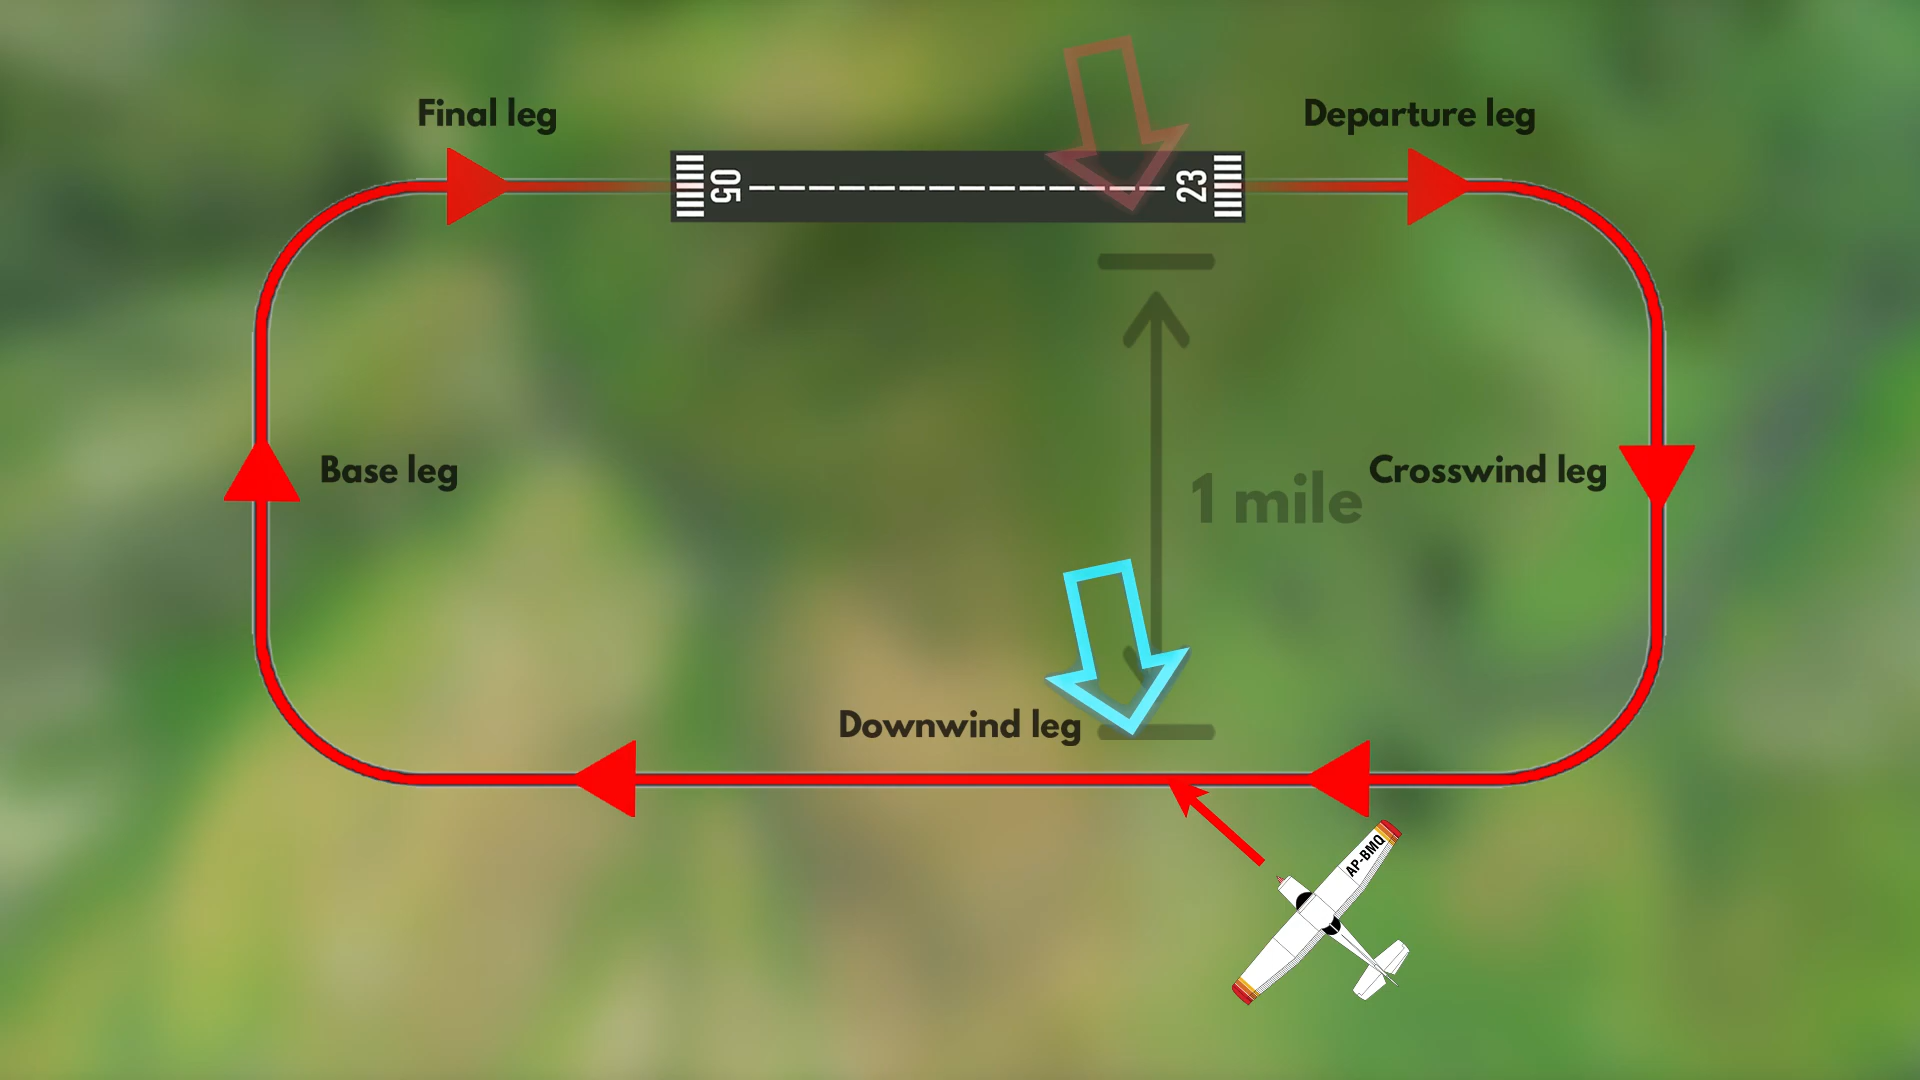 Final leg
Departure leg
05
23
Base leg
1 mile
Crosswind leg
Downwind leg
AP-BMQ